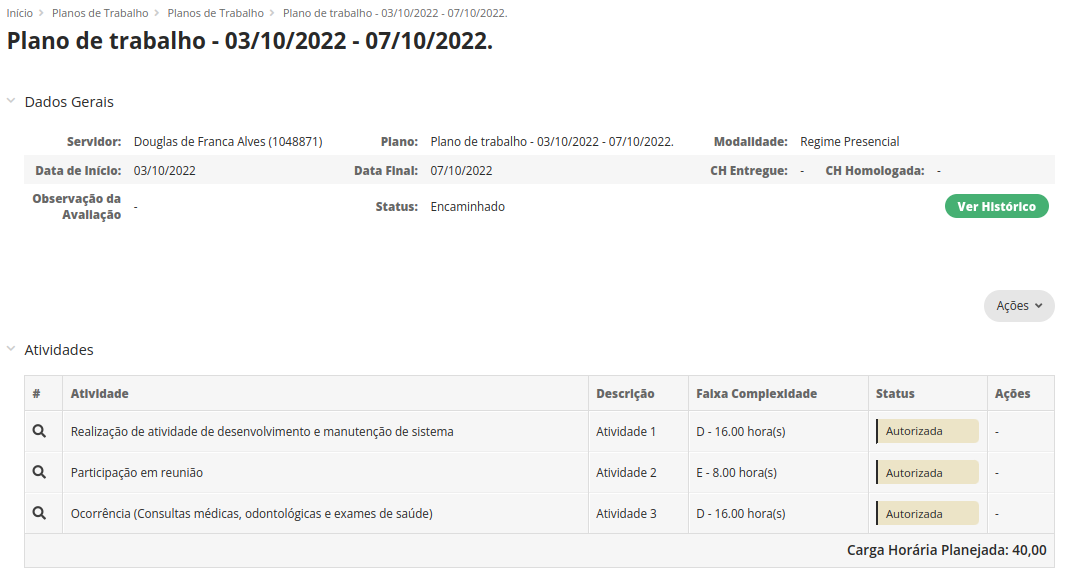 Início > Planos de Trabalho > Planos de Trabalho > Plano de trabalho - 03/10/2022 - 07/10/2022.
Plano de trabalho - 03/10/2022 - 07/10/2022.
Dados Gerais
Servidor: Douglas de Franca Alves (1048871) Plano: Plano de trabalho - 03/10/2022 - 07/10/2022. Modalidade: Regime Presencial
Data de Início: 03/10/2022 Data Final: 07/10/2022 CH Entregue: - CH Homologada: -
Observação da Avaliação - Status: Encaminhado Ver Histórico
Ações
Atividades
# Atividade Descrição Faixa Complexidade Status Ações
Realização de atividade de desenvolvimento e manutenção de sistema Atividade 1 D - 16.00 hora(s) Autorizada -
Participação em reunião Atividade 2 E - 8.00 hora(s) Autorizada -
Ocorrência (Consultas médicas, odontológicas e exames de saúde) Atividade 3 D - 16.00 hora(s) Autorizada -
Carga Horária Planejada: 40,00